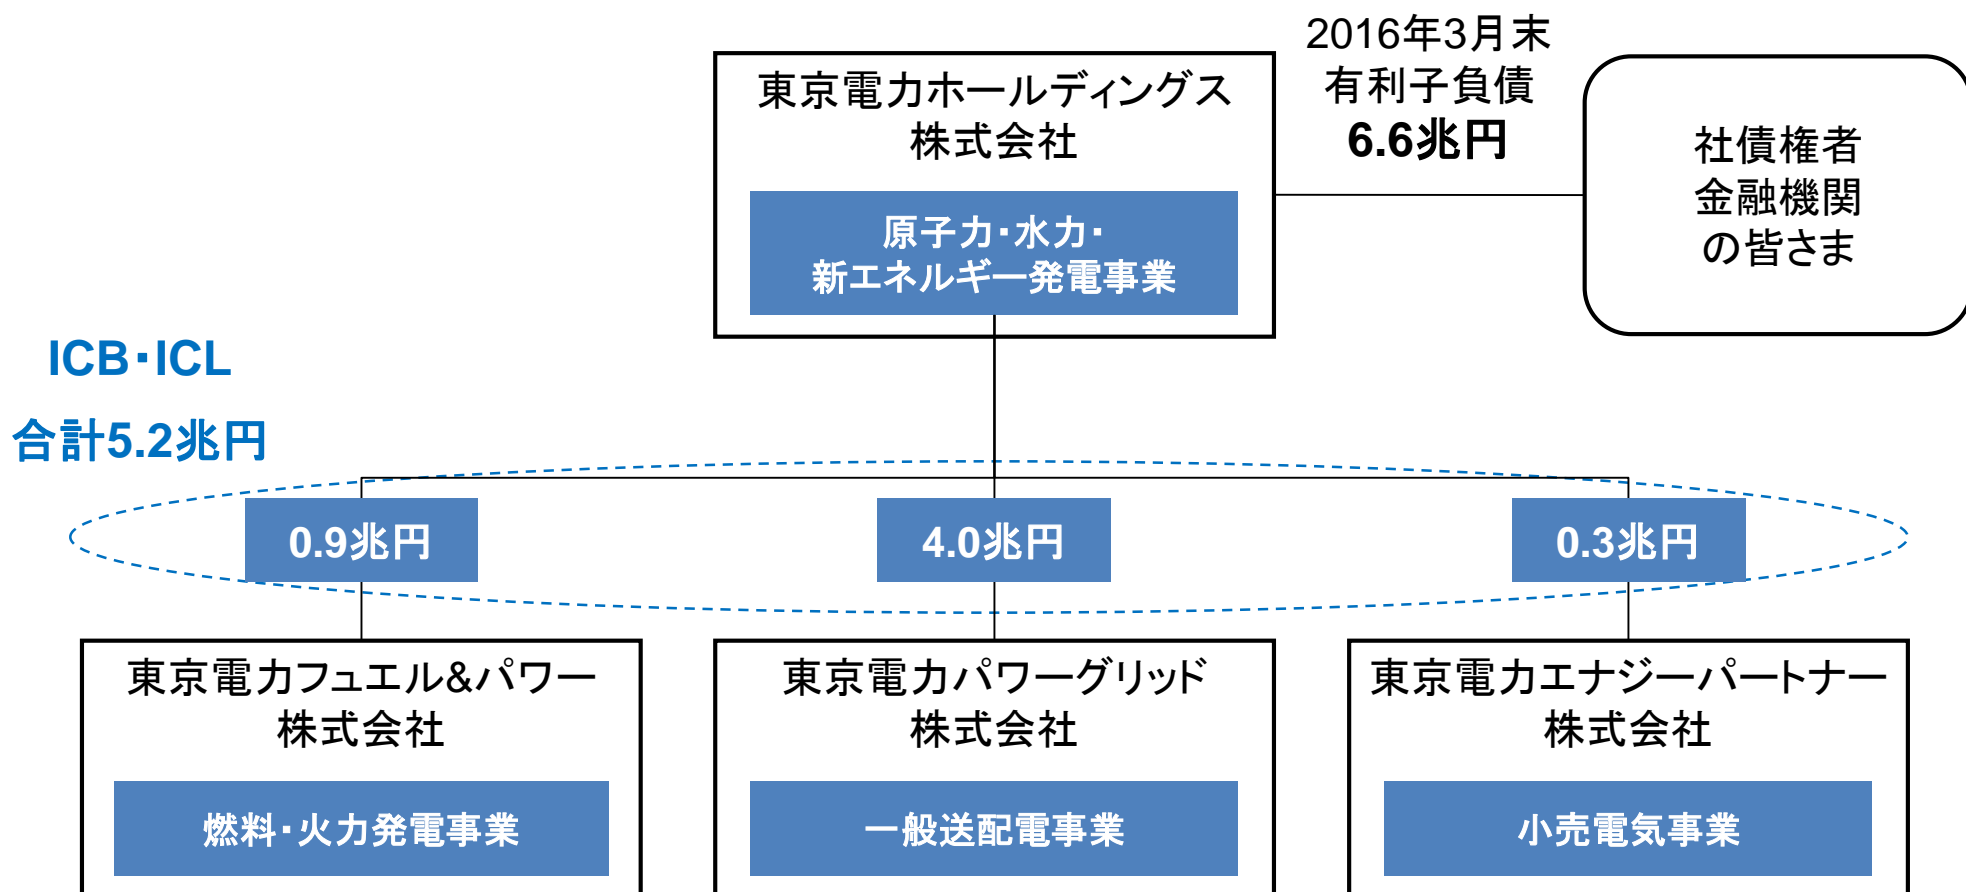 2016年3月末
有利子負債
6.6兆円
東京電力ホールディングス
株式会社
原子力・水力・
新エネルギー発電事業
社債権者
金融機関
の皆さま
ICB・ICL
合計5.2兆円
0.9兆円
4.0兆円
0.3兆円
東京電力フュエル&パワー
株式会社
燃料・火力発電事業
東京電力パワーグリッド
株式会社
一般送配電事業
東京電力エナジーパートナー
株式会社
小売電気事業